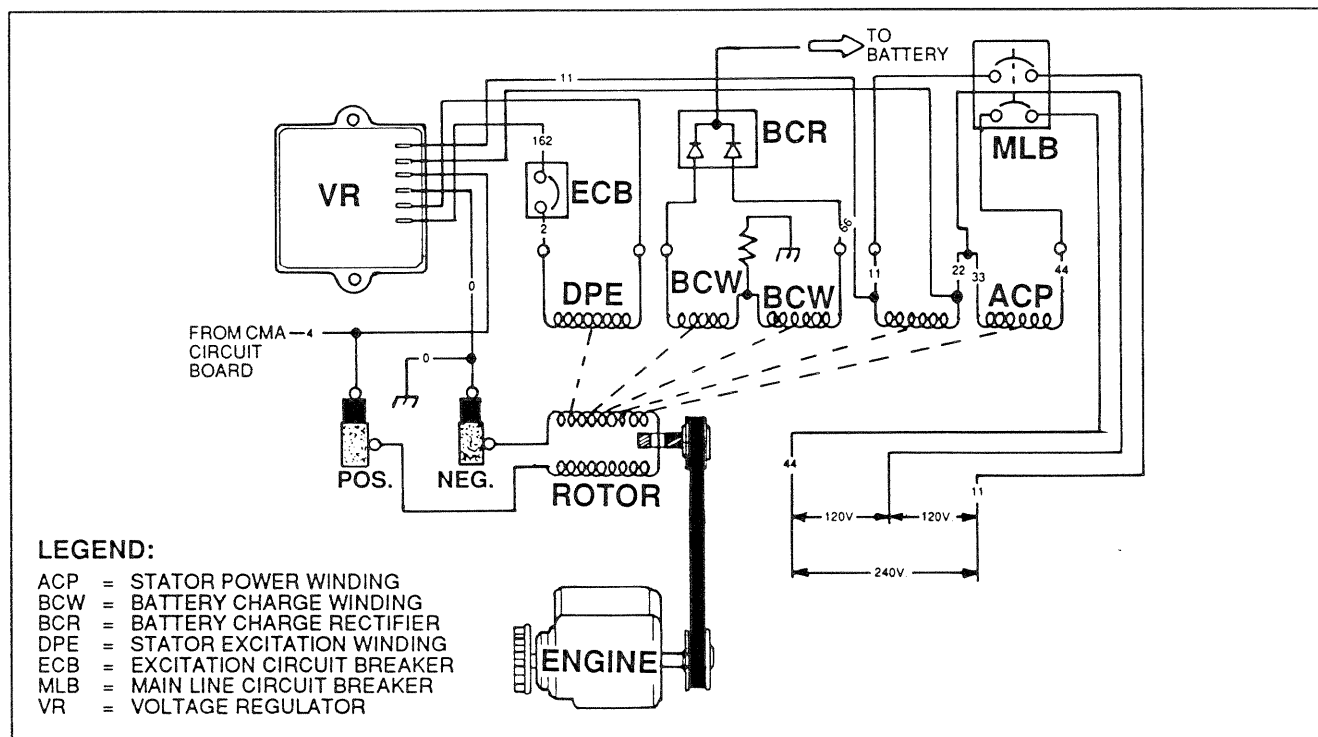 TO
BATTERY
11
BCR
MLB
162
VR
ECB
2
66
11
22
33
44
DPE
BCW
BCW
ACP
0
FROM CMA
CIRCUIT
BOARD
4
0
POS.
NEG.
ROTOR
44
11
120V
120V
240V
ENGINE
LEGEND:
ACP = STATOR POWER WINDING
BCW = BATTERY CHARGE WINDING
BCR = BATTERY CHARGE RECTIFIER
DPE = STATOR EXCITATION WINDING
ECB = EXCITATION CIRCUIT BREAKER
MLB = MAIN LINE CIRCUIT BREAKER
VR = VOLTAGE REGULATOR